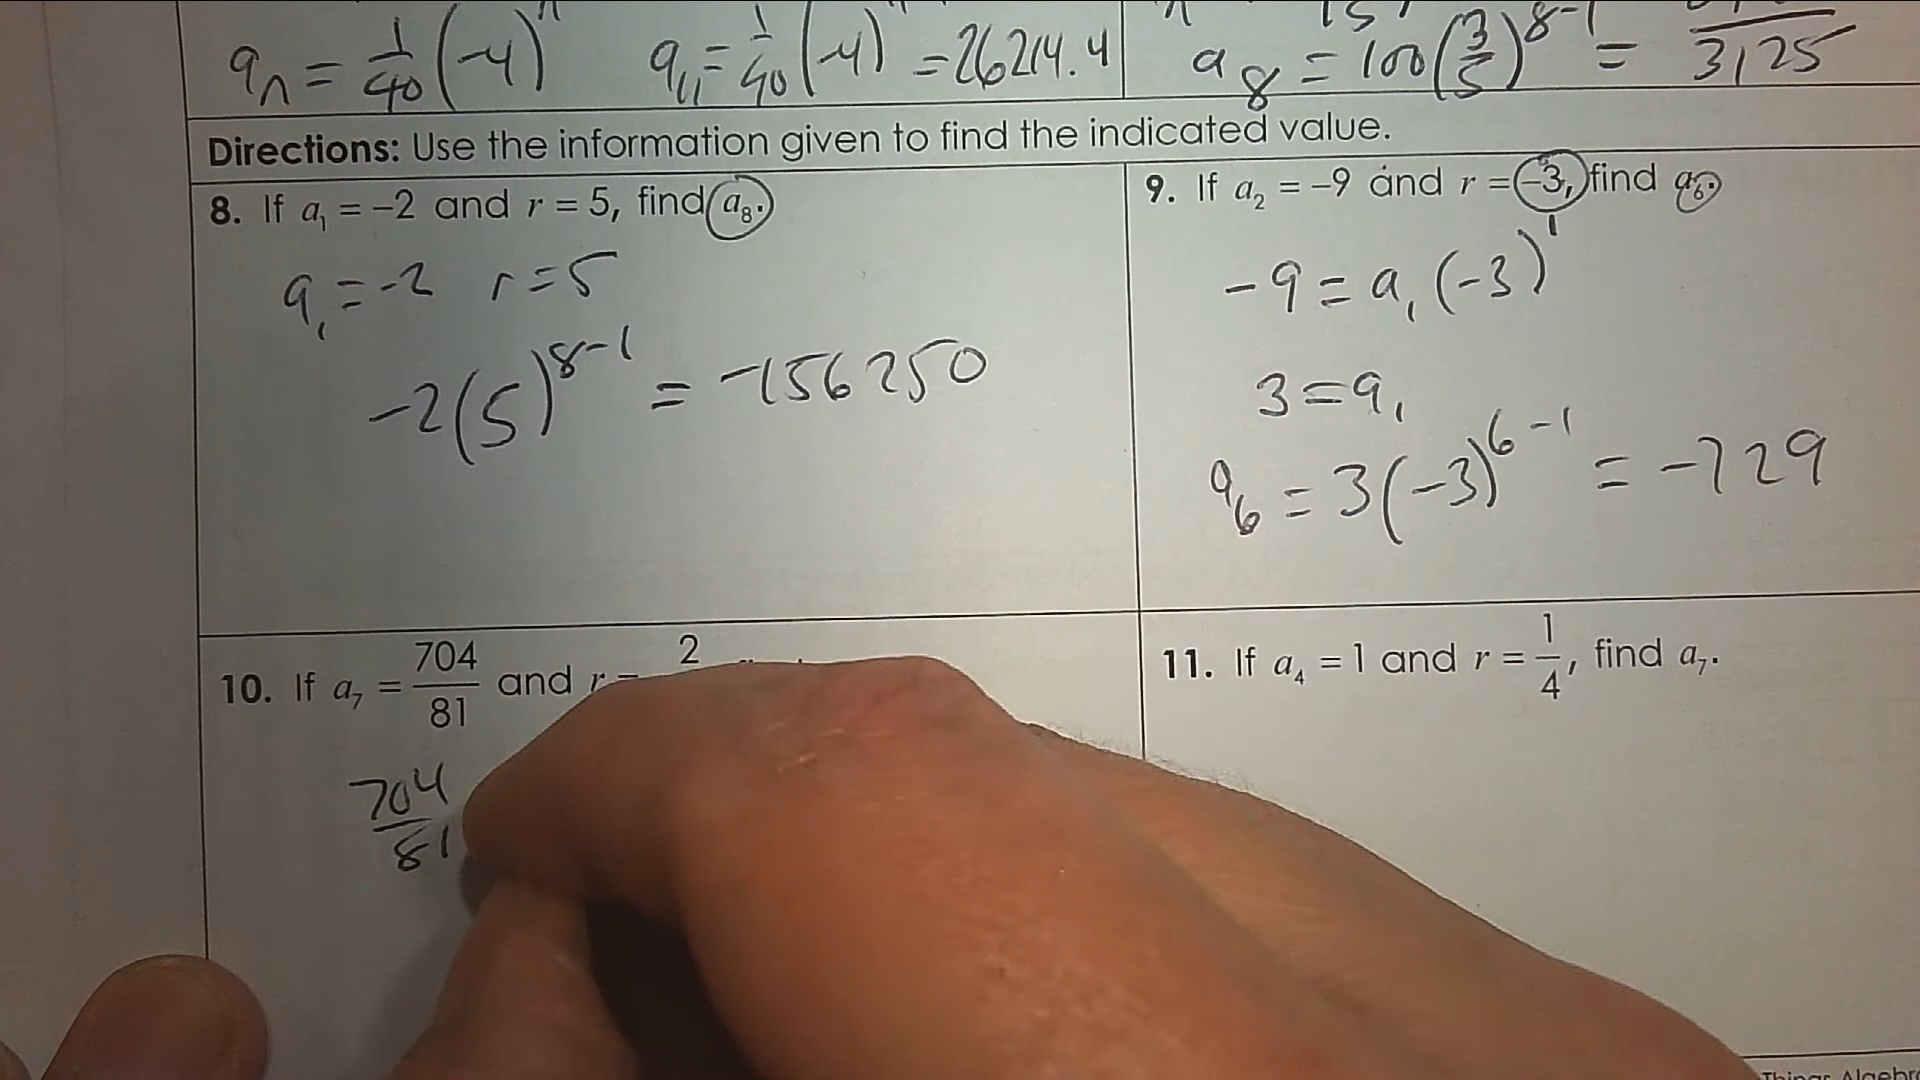 aₙ = 1/40 (-4)ⁿ a₁₁ = 1/40 (-4) = 26214.4
a₈ = 100(3/5)⁸⁻¹ = 3125
Directions: Use the information given to find the indicated value.
8. If a₁ = −2 and r = 5, find a₈.
a₁ = -2 r = 5
-2(5)⁸⁻¹ = -156250
9. If a₂ = −9 and r = −3, find a₆.
-9 = a₁(-3)¹
3 = a₁
a₆ = 3(-3)⁶⁻¹ = -729
10. If a₇ = 704/81 and r = 2
704/81
11. If a₄ = 1 and r = 1/4, find a₇.